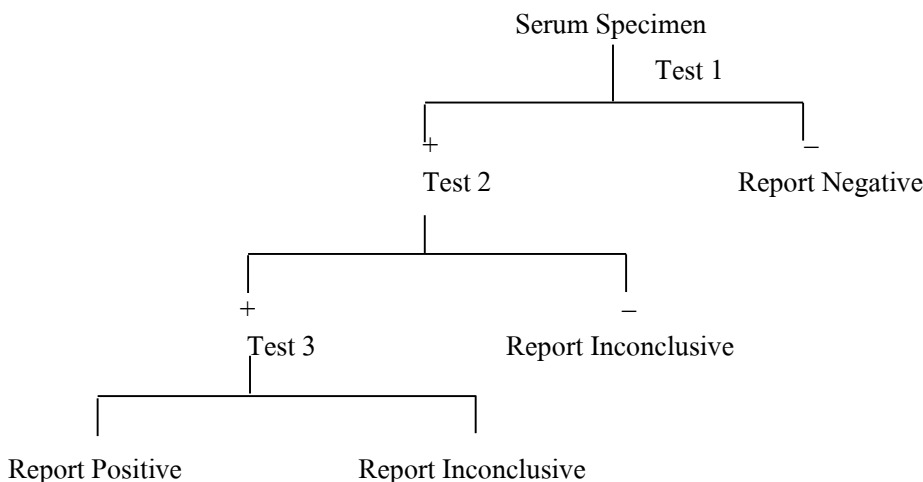 Serum Specimen
Test 1
+ –
Test 2 Report Negative
+ –
Test 3 Report Inconclusive
Report Positive Report Inconclusive